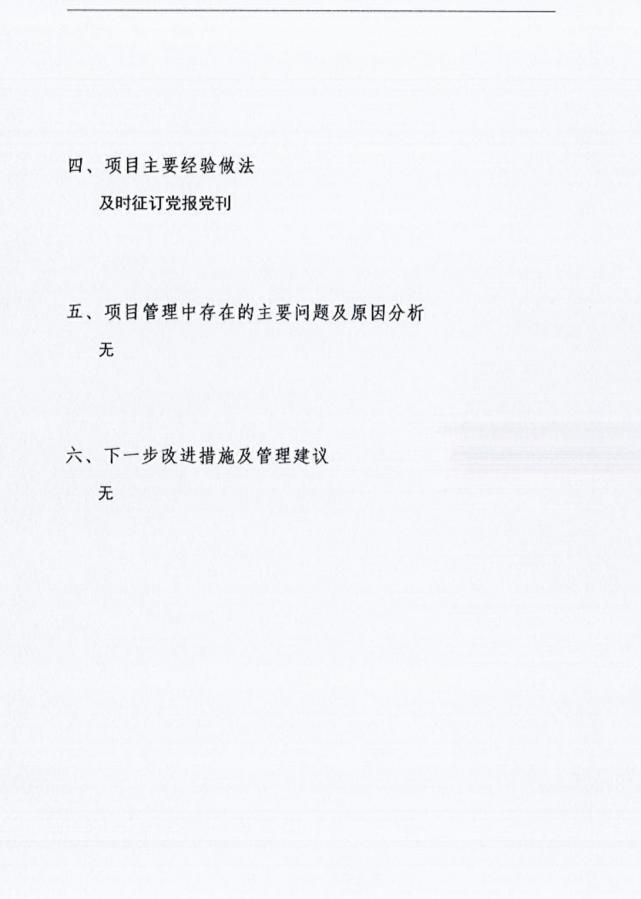 四、项目主要经验做法
及时征订党报党刊
五、项目管理中存在的主要问题及原因分析
无
六、下一步改进措施及管理建议
无